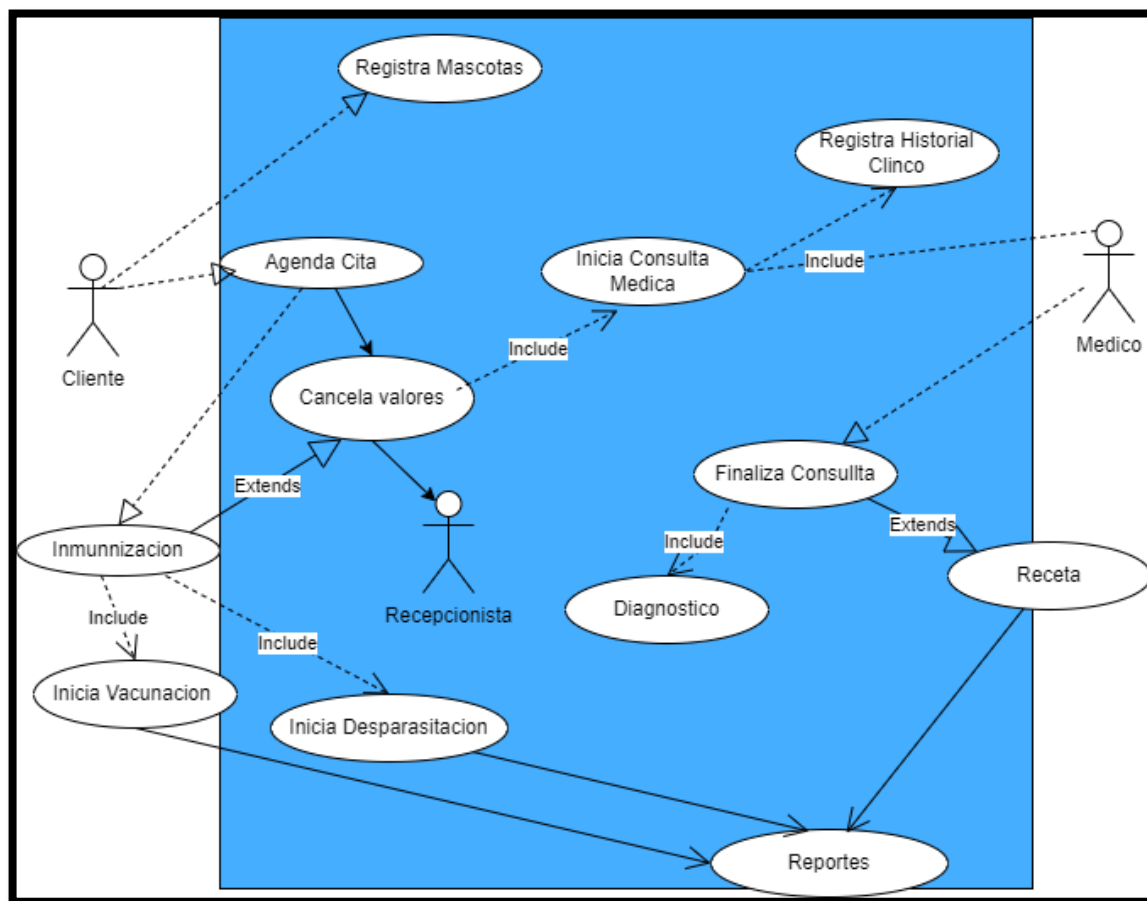 Registra Mascotas
Registra Historial
Clinco
Agenda Cita
Inicia Consulta
Medica
Include
Medico
Cliente
Include
Cancela valores
Finaliza Consullta
Extends
Extends
Include
Inmunnizacion
Receta
Diagnostico
Recepcionista
Include
Include
Inicia Vacunacion
Inicia Desparasitacion
Reportes